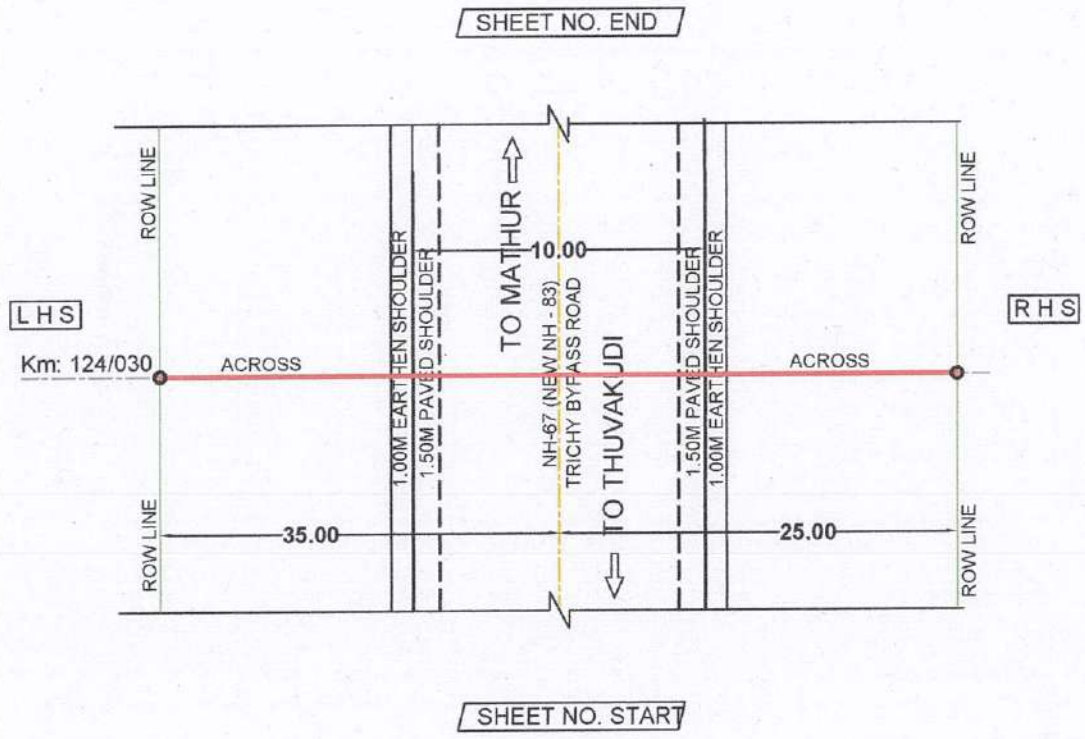 SHEET NO. END
ROW LINE
ROW LINE
1.00M EARTHEN SHOULDER
1.50M PAVED SHOULDER
TO MATHUR
10.00
NH-67 (NEW NH - 83)
TRICHY BYPASS ROAD
TO THUVAKUDI
1.50M PAVED SHOULDER
1.00M EARTHEN SHOULDER
L H S
R H S
Km: 124/030
ACROSS
ACROSS
35.00
25.00
ROW LINE
ROW LINE
SHEET NO. START